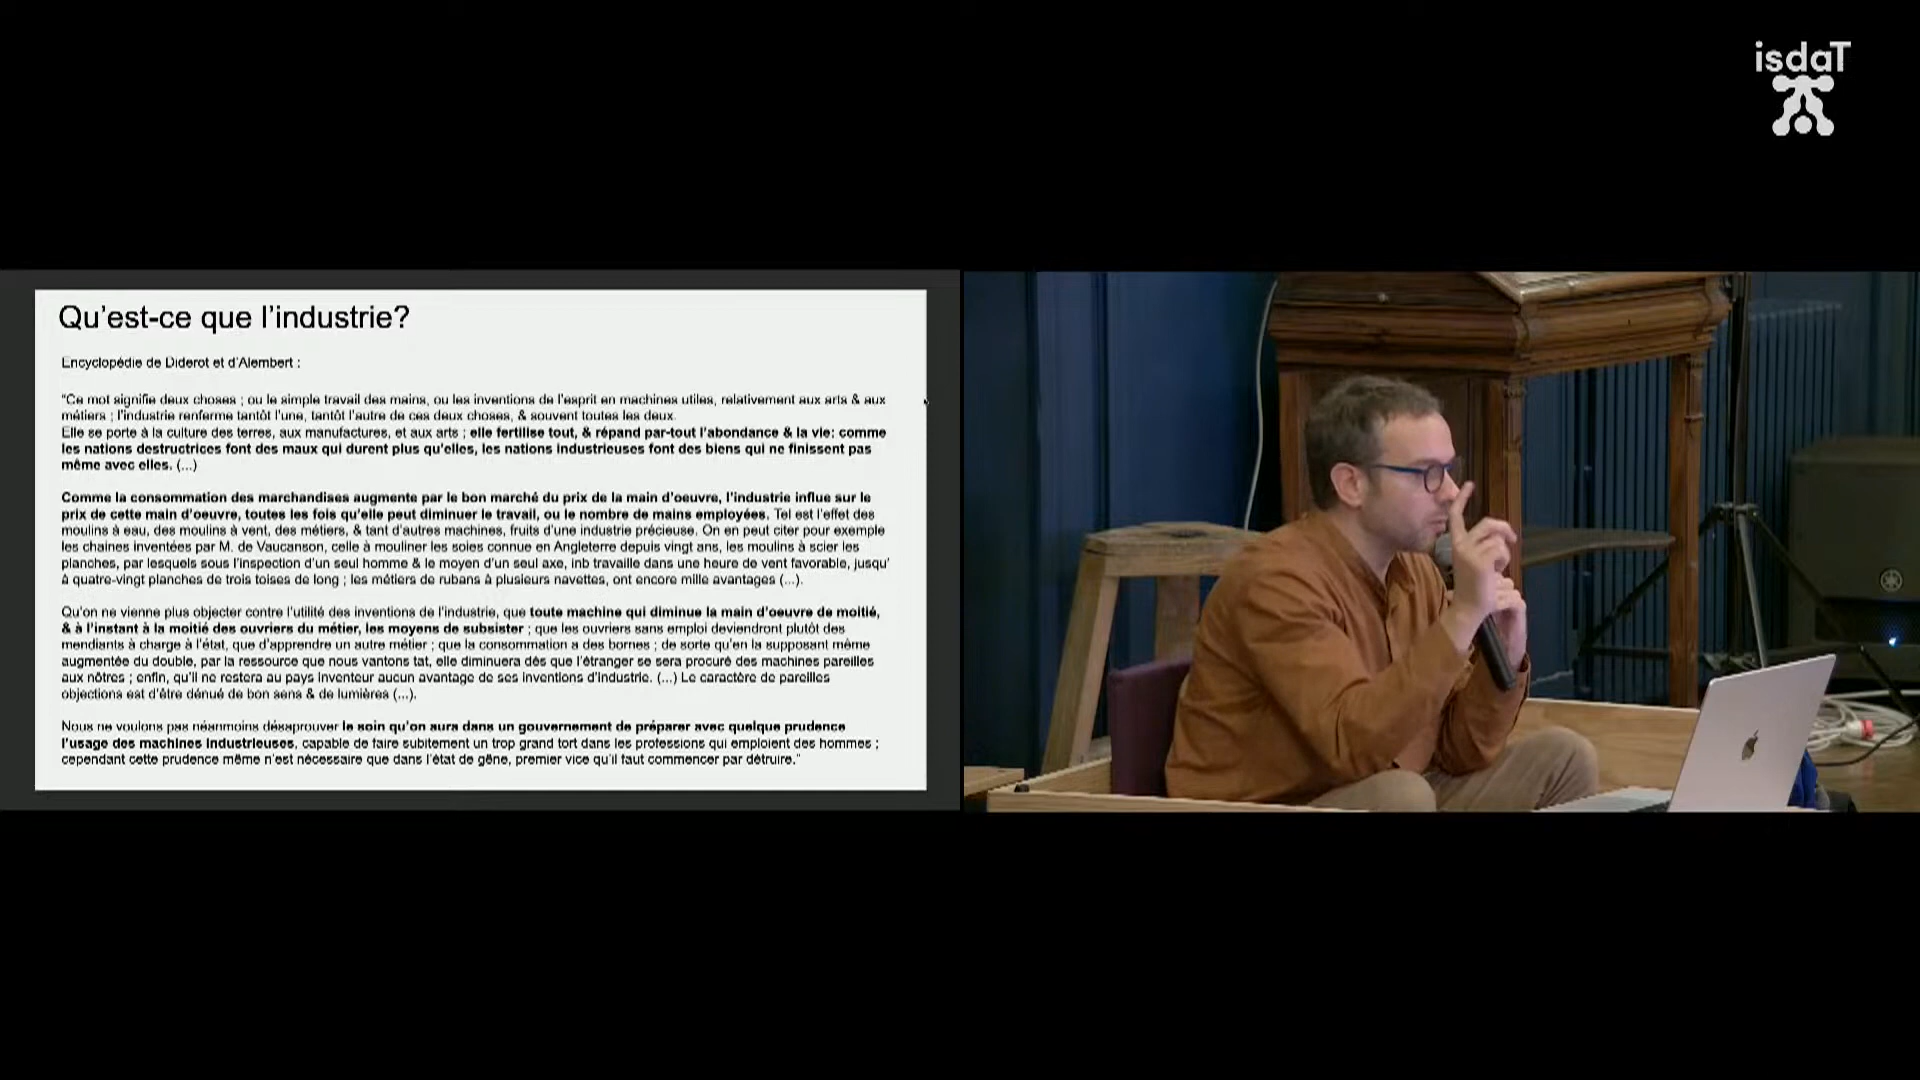 isdaT
Qu'est-ce que l'industrie?
Encyclopédie de Diderot et d'Alembert :
"Ce mot signifie deux choses ; ou le simple travail des mains, ou les inventions de l'esprit en machines utiles, relativement aux arts & aux
métiers ; l'industrie renferme tantôt l'une, tantôt l'autre de ces deux choses, & souvent toutes les deux.
Elle se porte à la culture des terres, aux manufactures, et aux arts ; elle fertilise tout, & répand par-tout l'abondance & la vie: comme
les nations destructrices font des maux qui durent plus qu'elles, les nations industrieuses font des biens qui ne finissent pas
même avec elles. (...)
Comme la consommation des marchandises augmente par le bon marché du prix de la main d'oeuvre, l'industrie influe sur le
prix de cette main d'oeuvre, toutes les fois qu'elle peut diminuer le travail, ou le nombre de mains employées. Tel est l'effet des
moulins à eau, des moulins à vent, des métiers, & tant d'autres machines, fruits d'une industrie précieuse. On en peut citer pour exemple
les chaines inventées par M. de Vaucanson, celle à mouliner les soies connue en Angleterre depuis vingt ans, les moulins à scier les
planches, par lesquels sous l'inspection d'un seul homme & le moyen d'un seul axe, inb travaille dans une heure de vent favorable, jusqu'
à quatre-vingt planches de trois toises de long ; les métiers de rubans à plusieurs navettes, ont encore mille avantages (...).
Qu'on ne vienne plus objecter contre l'utilité des inventions de l'industrie, que toute machine qui diminue la main d'oeuvre de moitié,
& à l'instant à la moitié des ouvriers du métier, les moyens de subsister ; que les ouvriers sans emploi deviendront plutôt des
mendiants à charge à l'état, que d'apprendre un autre métier ; que la consommation a des bornes ; de sorte qu'en la supposant même
augmentée du double, par la ressource que nous vantons tat, elle diminuera dès que l'étranger se sera procuré des machines pareilles
aux nôtres ; enfin, qu'il ne restera au pays inventeur aucun avantage de ses inventions d'industrie. (...) Le caractère de pareilles
objections est d'être dénué de bon sens & de lumières (...).
Nous ne voulons pas néanmoins désaprouver le soin qu'on aura dans un gouvernement de préparer avec quelque prudence
l'usage des machines industrieuses, capable de faire subitement un trop grand tort dans les professions qui emploient des hommes ;
cependant cette prudence même n'est nécessaire que dans l'état de gêne, premier vice qu'il faut commencer par détruire."